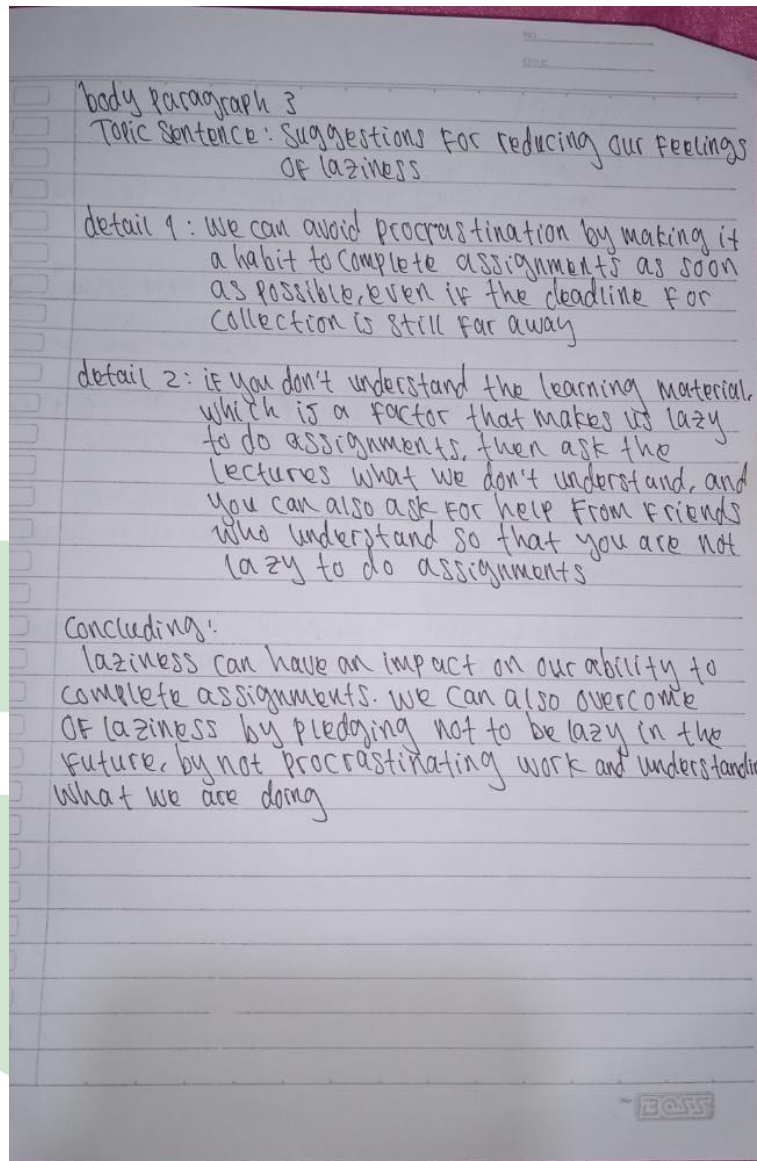 No.
Date
body paragraph 3
Topic Sentence: Suggestions for reducing our feelings
of laziness
detail 1: we can avoid procrastination by making it
a habit to complete assignments as soon
as possible, even if the deadline for
collection is still far away
detail 2: if you don't understand the learning material,
which is a factor that makes us lazy
to do assignments, then ask the
lectures what we don't understand, and
you can also ask for help from friends
who understand so that you are not
lazy to do assignments
Concluding:
laziness can have an impact on our ability to
complete assignments. we can also overcome
of laziness by pledging not to be lazy in the
future, by not procrastinating work and understandin
what we are doing
BOSS